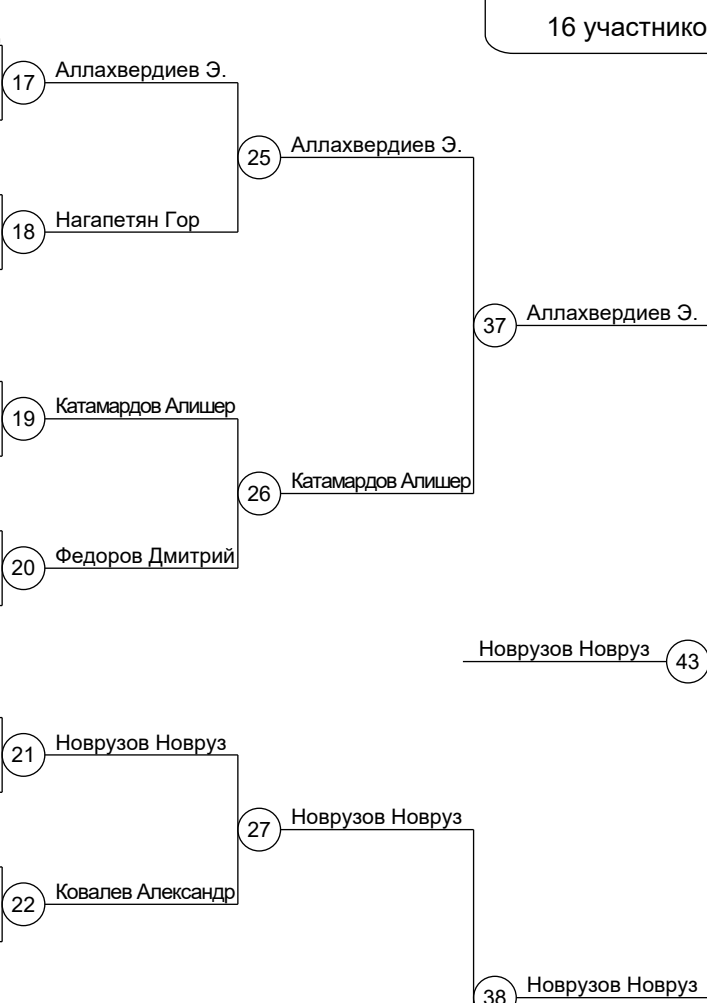 16 участнико
17 Аллахвердиев Э.
25 Аллахвердиев Э.
18 Нагапетян Гор
37 Аллахвердиев Э.
19 Катамардов Алишер
26 Катамардов Алишер
20 Федоров Дмитрий
Новрузов Новруз 43
21 Новрузов Новруз
27 Новрузов Новруз
22 Ковалев Александр
38 Новрузов Новруз